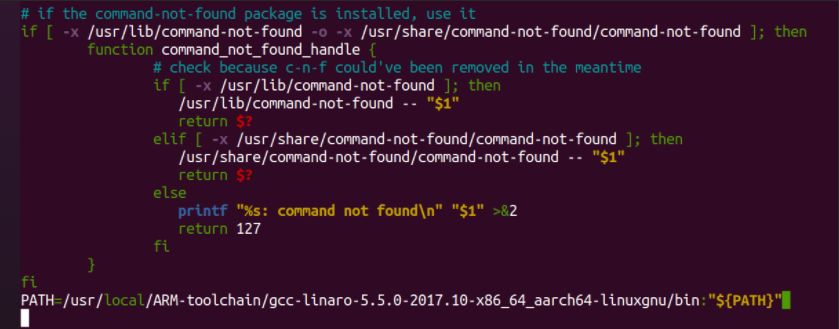 # if the command-not-found package is installed, use it
if [ -x /usr/lib/command-not-found -o -x /usr/share/command-not-found/command-not-found ]; then
        function command_not_found_handle {
                # check because c-n-f could've been removed in the meantime
                if [ -x /usr/lib/command-not-found ]; then
                   /usr/lib/command-not-found -- "$1"
                   return $?
                elif [ -x /usr/share/command-not-found/command-not-found ]; then
                   /usr/share/command-not-found/command-not-found -- "$1"
                   return $?
                else
                   printf "%s: command not found\n" "$1" >&2
                   return 127
                fi
        }
fi
PATH=/usr/local/ARM-toolchain/gcc-linaro-5.5.0-2017.10-x86_64_aarch64-linuxgnu/bin:"${PATH}"